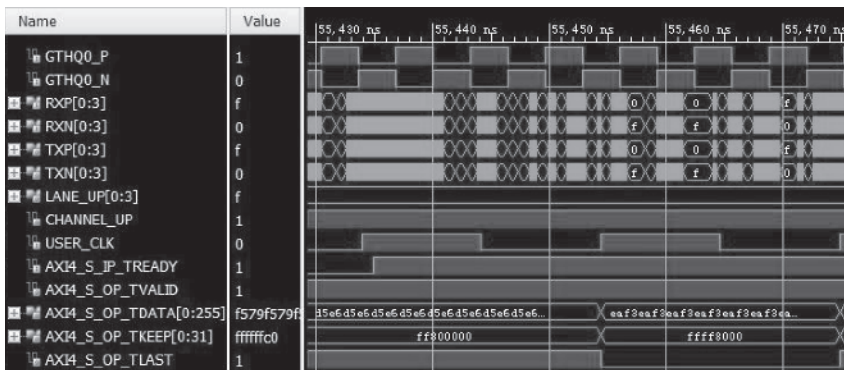 Name Value
55,430 ns 55,440 ns 55,450 ns 55,460 ns 55,470 ns
GTHQ0_P 1
GTHQ0_N 0
RXP[0:3] f 0 0 f
RXN[0:3] 0 f f 0
TXP[0:3] f 0 0 f
TXN[0:3] 0 f f 0
LANE_UP[0:3] f
CHANNEL_UP 1
USER_CLK 0
AXI4_S_IP_TREADY 1
AXI4_S_OP_TVALID 1
AXI4_S_OP_TDATA[0:255] f579f579f5 d5e6d5e6d5e6d5e6d5e6d5e6d5e6... eaf3eaf3eaf3eaf3eaf3eaf3ea...
AXI4_S_OP_TKEEP[0:31] ffffffc0 ff800000 ffff8000
AXI4_S_OP_TLAST 1